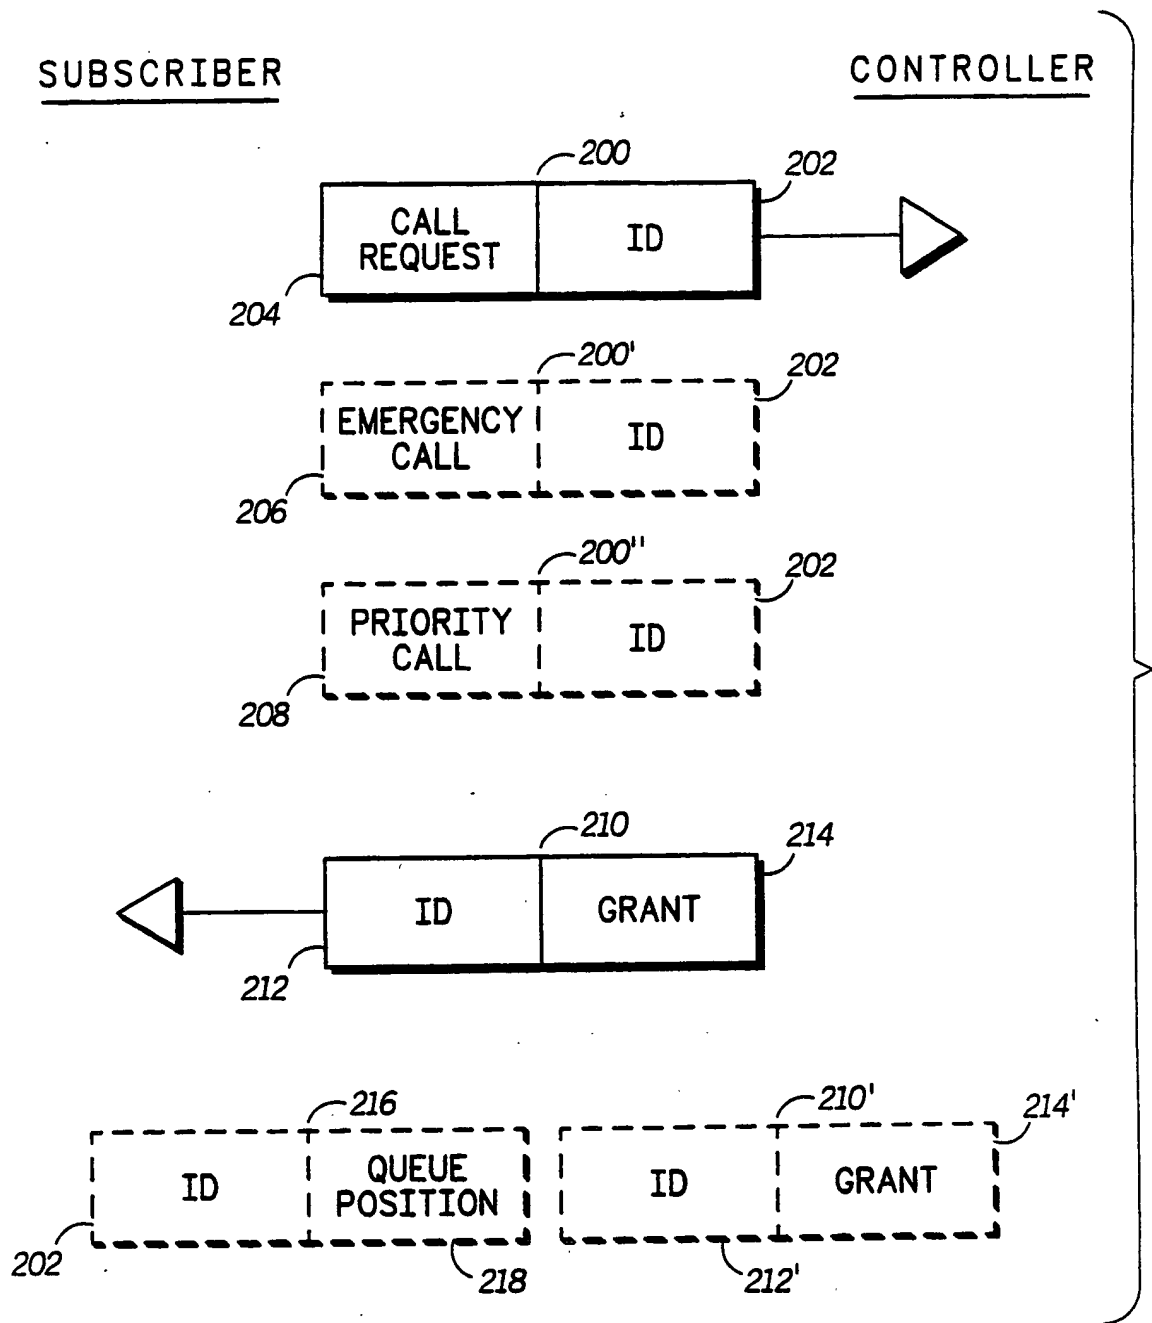 SUBSCRIBER
CONTROLLER
200
202
CALL
REQUEST
ID
204
200'
202
EMERGENCY
CALL
ID
206
200"
202
PRIORITY
CALL
ID
208
210
214
ID
GRANT
212
216
210'
214'
ID
QUEUE
POSITION
ID
GRANT
202
218
212'